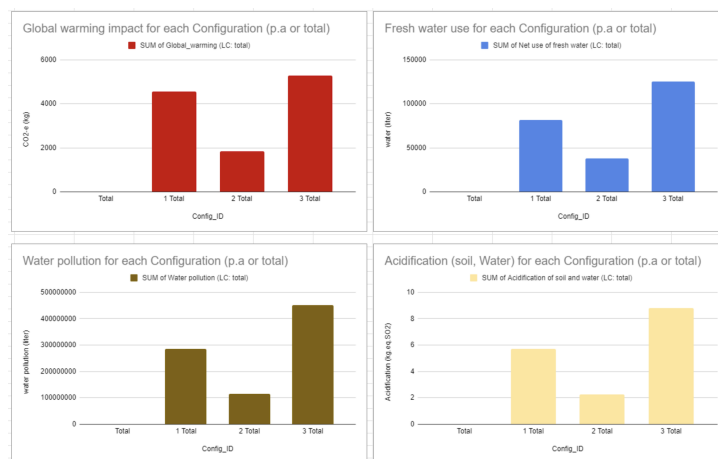 Global warming impact for each Configuration (p.a or total)
SUM of Global_warming (LC: total)
6000
4000
2000
0
CO2-e (kg)
Total
1 Total
2 Total
3 Total
Config_ID
Fresh water use for each Configuration (p.a or total)
SUM of Net use of fresh water (LC: total)
150000
100000
50000
0
water (liter)
Total
1 Total
2 Total
3 Total
Config_ID
Water pollution for each Configuration (p.a or total)
SUM of Water pollution (LC: total)
500000000
400000000
300000000
200000000
100000000
0
water pollution (liter)
Total
1 Total
2 Total
3 Total
Config_ID
Acidification (soil, Water) for each Configuration (p.a or total)
SUM of Acidification of soil and water (LC: total)
10
8
6
4
2
0
Acidification (kg eq SO2)
Total
1 Total
2 Total
3 Total
Config_ID